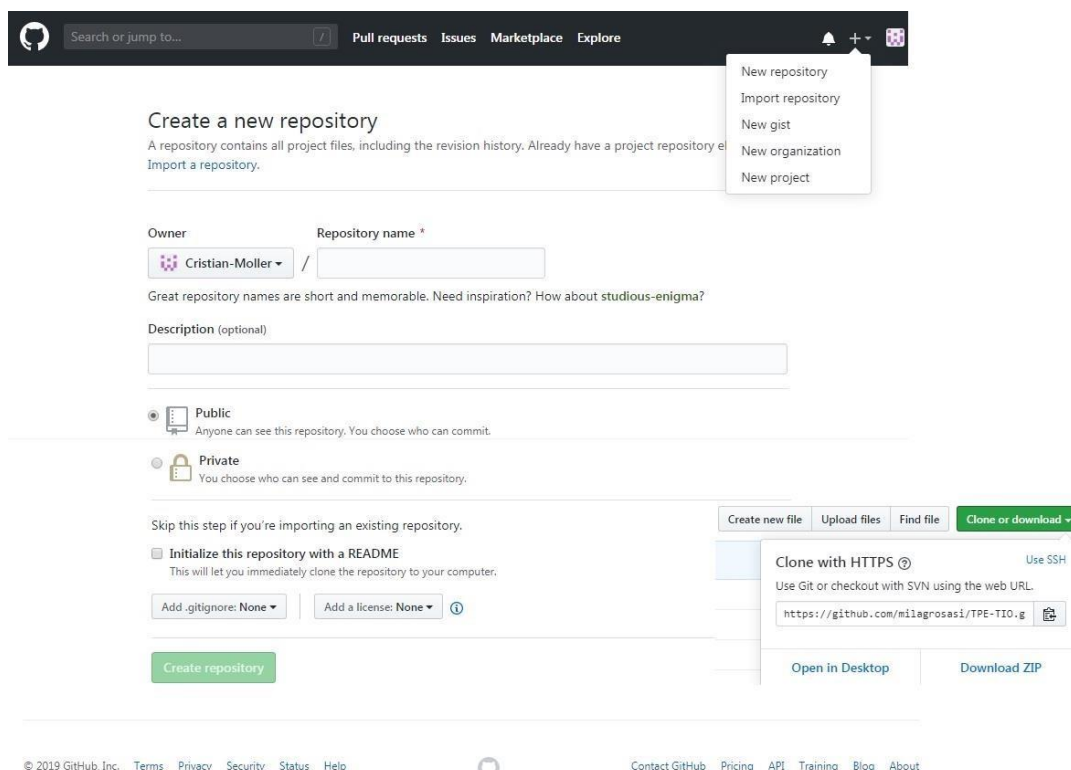 Search or jump to... /
Pull requests Issues Marketplace Explore
New repository
Import repository
New gist
New organization
New project
Create a new repository
A repository contains all project files, including the revision history. Already have a project repository
Import a repository.
Owner Repository name *
Cristian-Moller /
Great repository names are short and memorable. Need inspiration? How about studious-enigma?
Description (optional)
Public
Anyone can see this repository. You choose who can commit.
Private
You choose who can see and commit to this repository.
Skip this step if you're importing an existing repository.
Initialize this repository with a README
This will let you immediately clone the repository to your computer.
Add .gitignore: None Add a license: None
Create repository
Create new file Upload files Find file Clone or download
Clone with HTTPS Use SSH
Use Git or checkout with SVN using the web URL.
https://github.com/milagrosasi/TPE-TIO.g
Open in Desktop Download ZIP
© 2019 GitHub, Inc. Terms Privacy Security Status Help Contact GitHub Pricing API Training Blog About